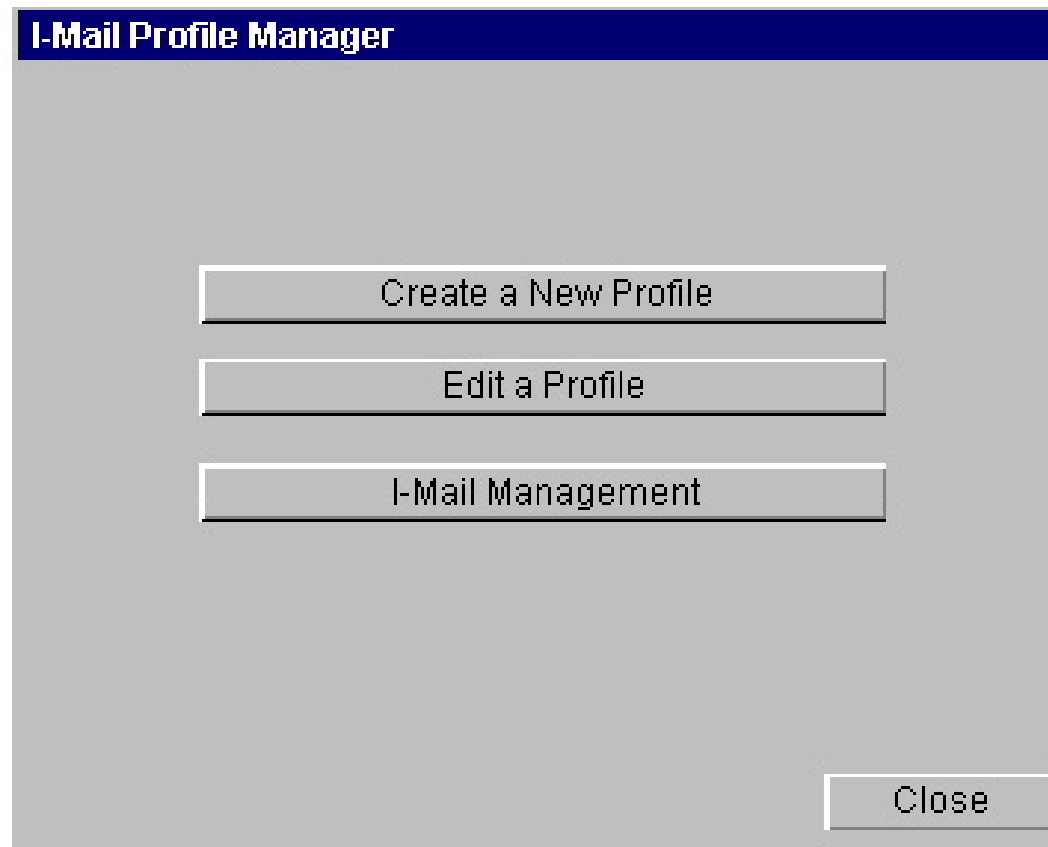 I-Mail Profile Manager
Create a New Profile
Edit a Profile
I-Mail Management
Close